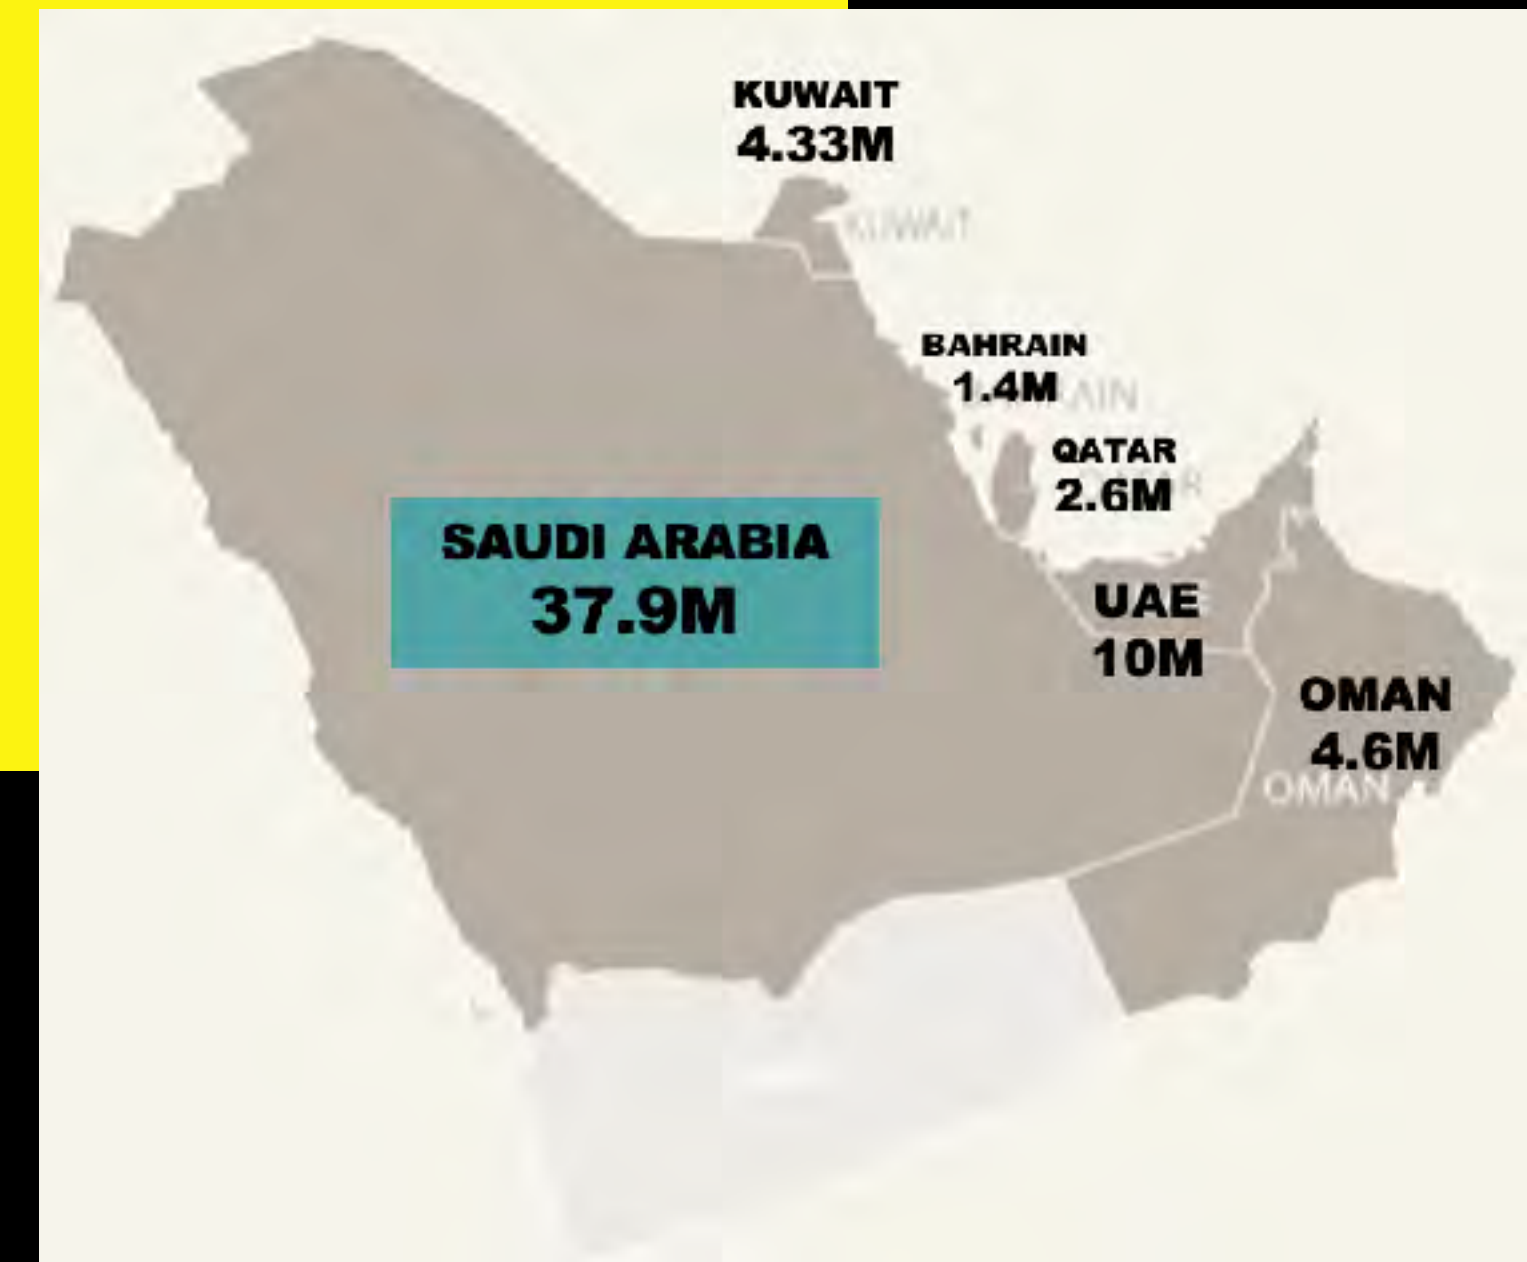 KUWAIT
4.33M
KUWAIT
BAHRAIN
1.4M
QATAR
2.6M
SAUDI ARABIA
37.9M
UAE
10M
OMAN
4.6M
OMAN